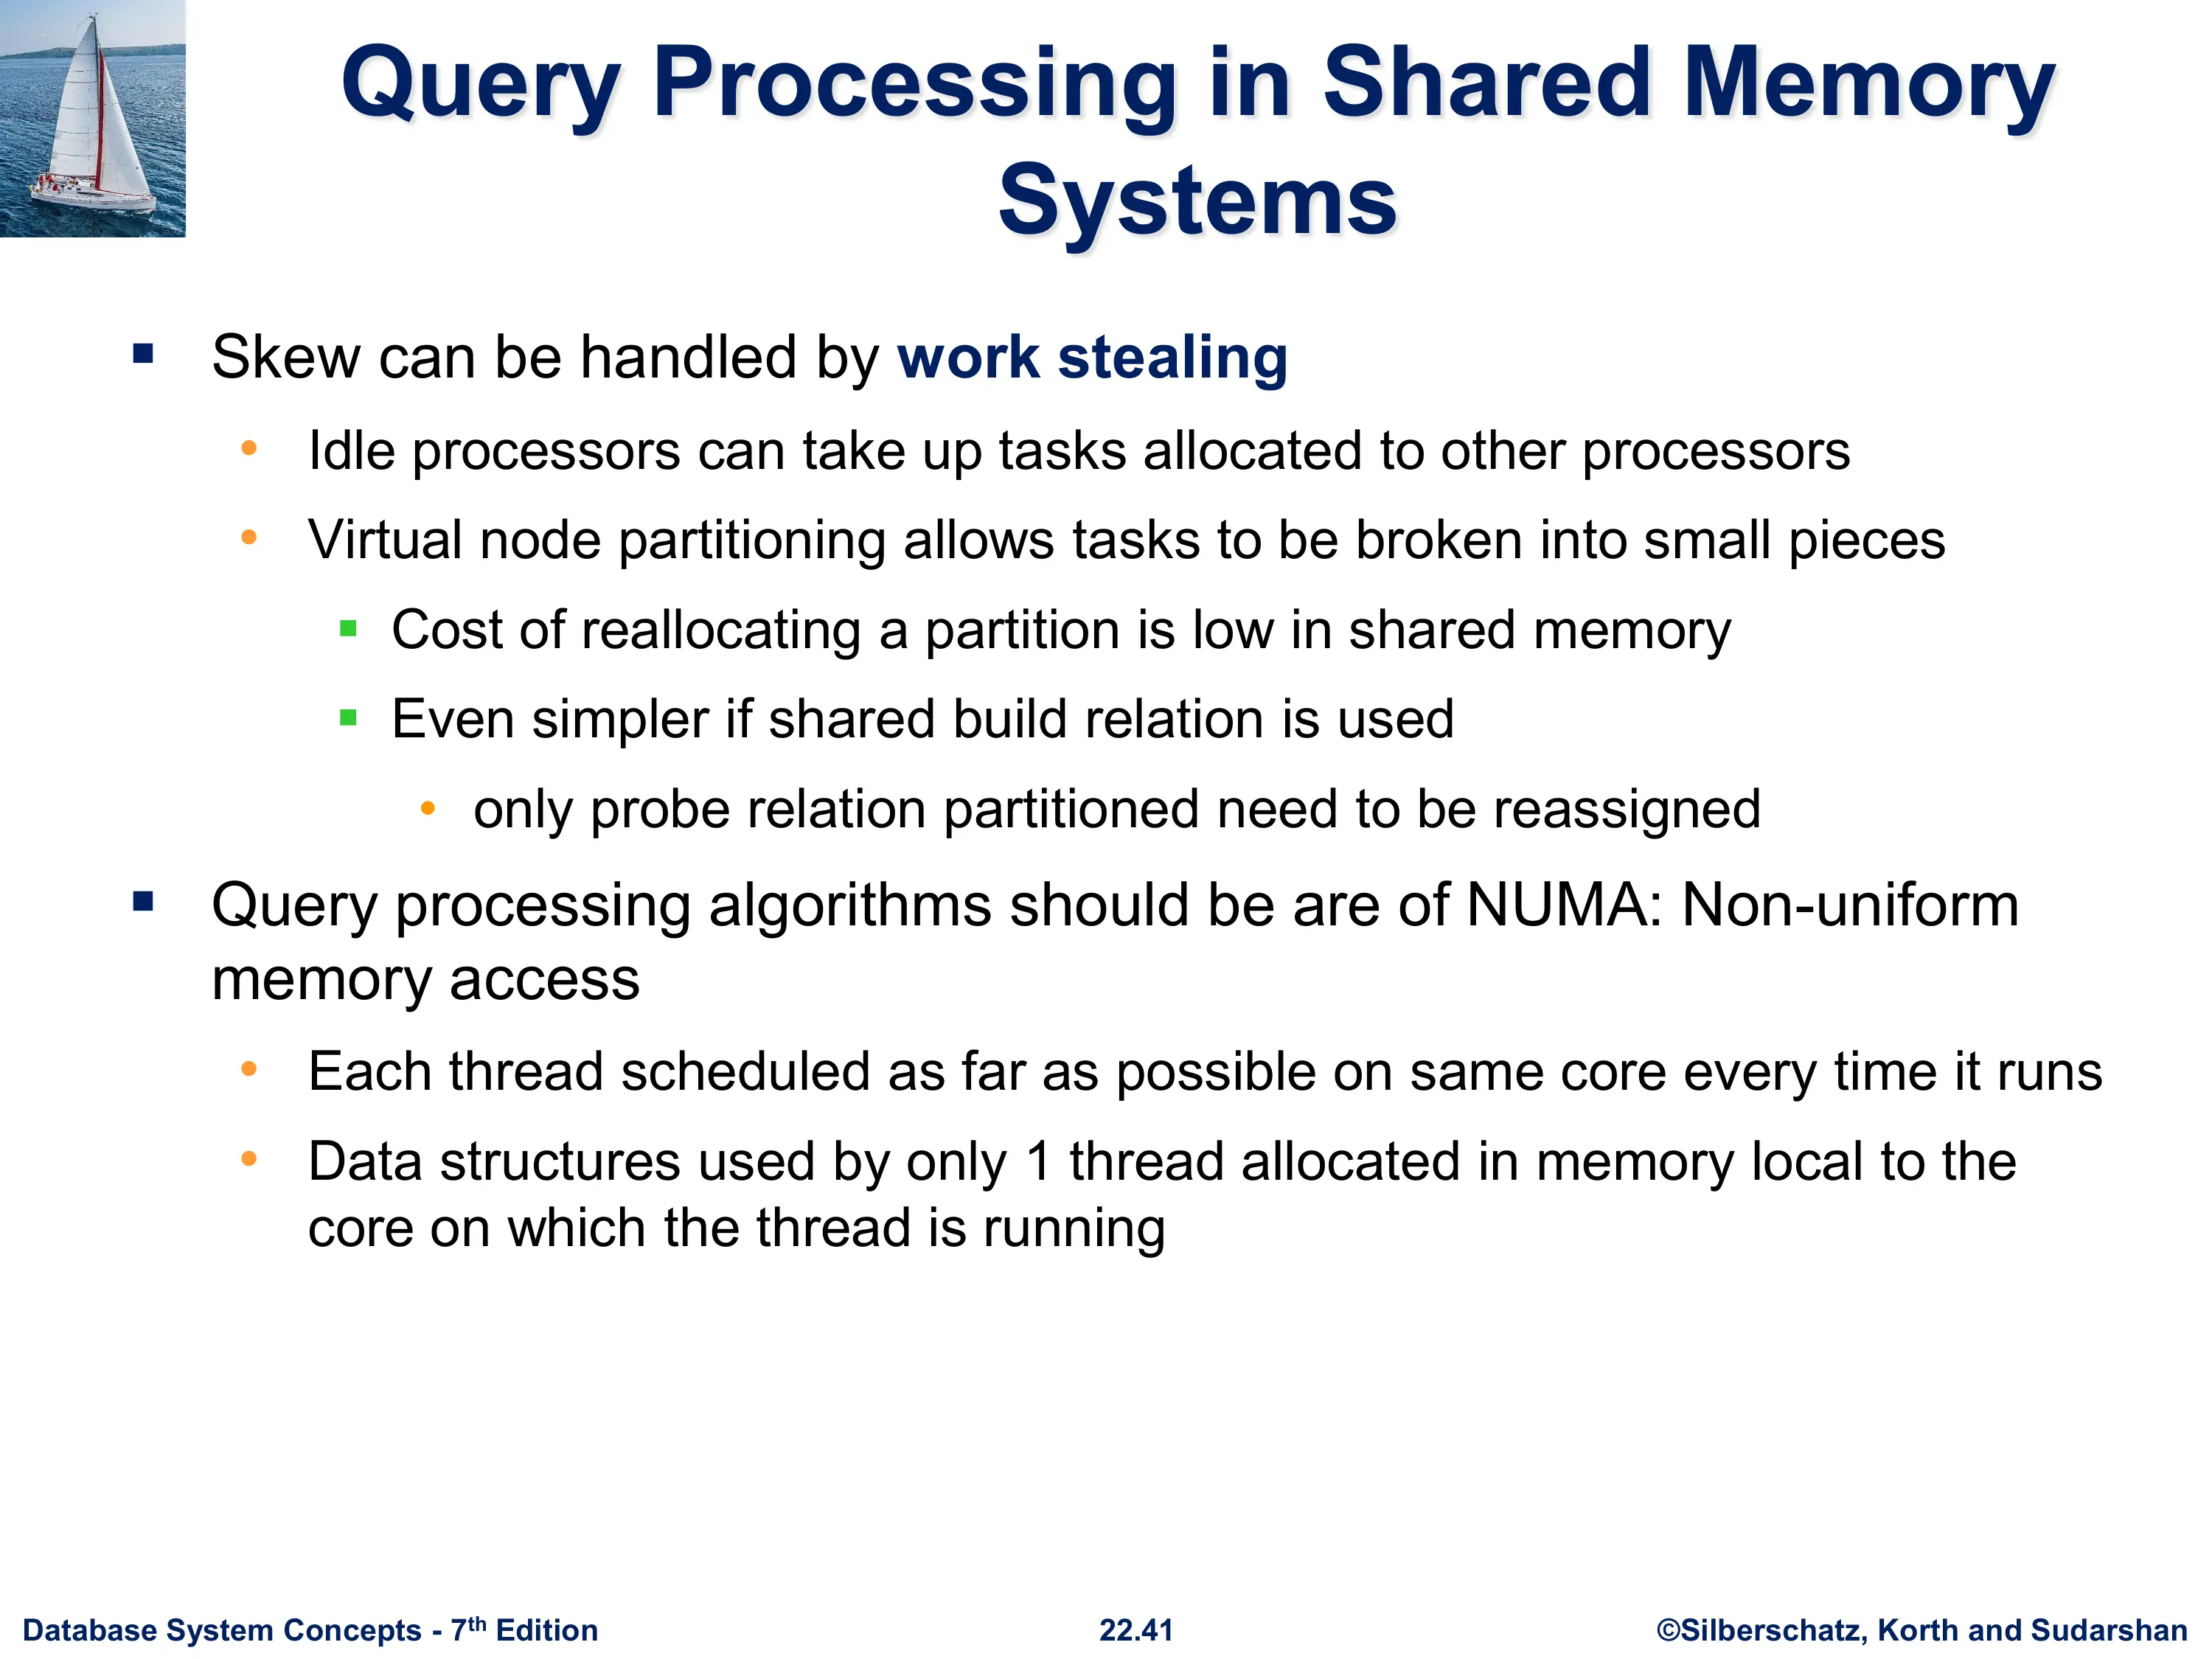 Query Processing in Shared Memory
Systems
▪ Skew can be handled by work stealing
• Idle processors can take up tasks allocated to other processors
• Virtual node partitioning allows tasks to be broken into small pieces
▪ Cost of reallocating a partition is low in shared memory
▪ Even simpler if shared build relation is used
• only probe relation partitioned need to be reassigned
▪ Query processing algorithms should be are of NUMA: Non-uniform
memory access
• Each thread scheduled as far as possible on same core every time it runs
• Data structures used by only 1 thread allocated in memory local to the
core on which the thread is running
Database System Concepts - 7th Edition
22.41
©Silberschatz, Korth and Sudarshan